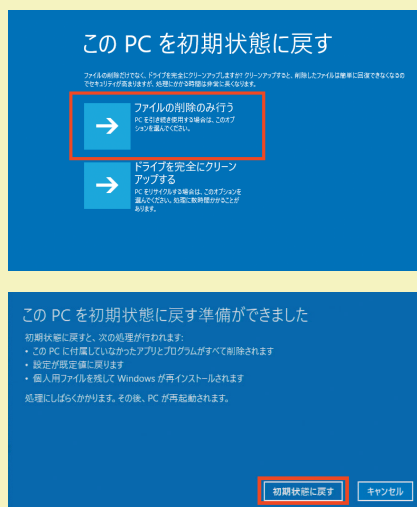 この PC を初期状態に戻す
ファイルの削除だけでなく、ドライブを完全にクリーンアップしますか? クリーンアップすると、削除したファイルは簡単に回復できなくなるの
でセキュリティが高まりますが、処理にかかる時間は非常に長くなります。
ファイルの削除のみ行う
PC を引き続き使用する場合は、このオプ
ションを選んでください。
ドライブを完全にクリーン
アップする
PC をリサイクルする場合は、このオプションを
選んでください。処理に数時間かかることが
あります。
この PC を初期状態に戻す準備ができました
初期状態に戻すと、次の処理が行われます:
• この PC に付属していなかったアプリとプログラムがすべて削除されます
• 設定が既定値に戻ります
• 個人用ファイルを残して Windows が再インストールされます
処理にしばらくかかります。その後、PC が再起動されます。
初期状態に戻す
キャンセル